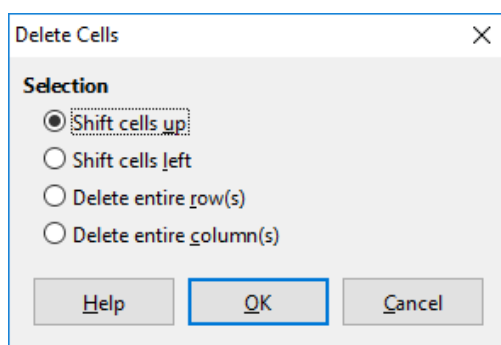 Delete Cells
Selection
Shift cells up
Shift cells left
Delete entire row(s)
Delete entire column(s)
Help OK Cancel